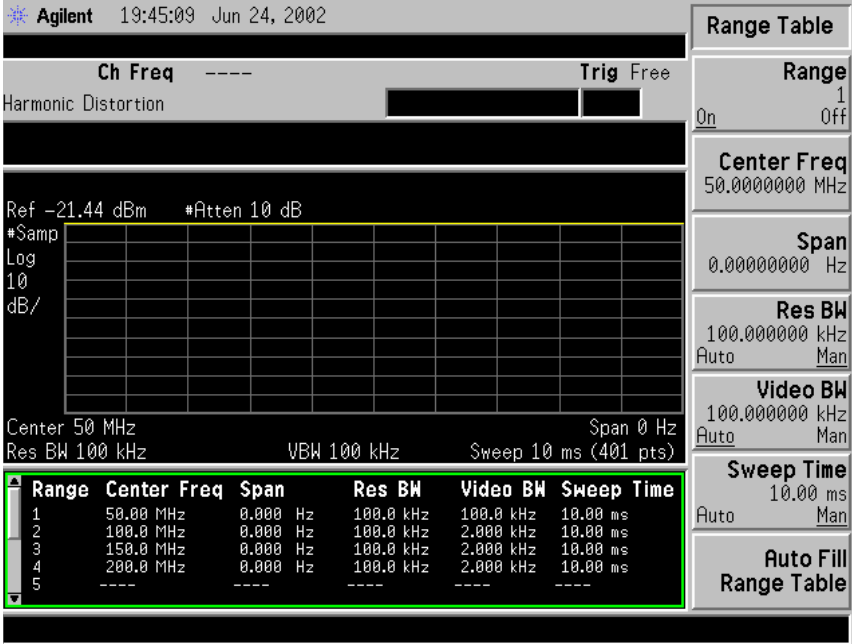 Agilent 19:45:09 Jun 24, 2002
Ch Freq ---- Trig Free
Harmonic Distortion
Ref -21.44 dBm #Atten 10 dB
#Samp
Log
10
dB/
Center 50 MHz Span 0 Hz
Res BW 100 kHz VBW 100 kHz Sweep 10 ms (401 pts)
Range Center Freq Span Res BW Video BW Sweep Time
1 50.00 MHz 0.000 Hz 100.0 kHz 100.0 kHz 10.00 ms
2 100.0 MHz 0.000 Hz 100.0 kHz 2.000 kHz 10.00 ms
3 150.0 MHz 0.000 Hz 100.0 kHz 2.000 kHz 10.00 ms
4 200.0 MHz 0.000 Hz 100.0 kHz 2.000 kHz 10.00 ms
5 ---- ---- ---- ---- ----
Range Table
Range
1
On Off
Center Freq
50.0000000 MHz
Span
0.00000000 Hz
Res BW
100.000000 kHz
Auto Man
Video BW
100.000000 kHz
Auto Man
Sweep Time
10.00 ms
Auto Man
Auto Fill
Range Table